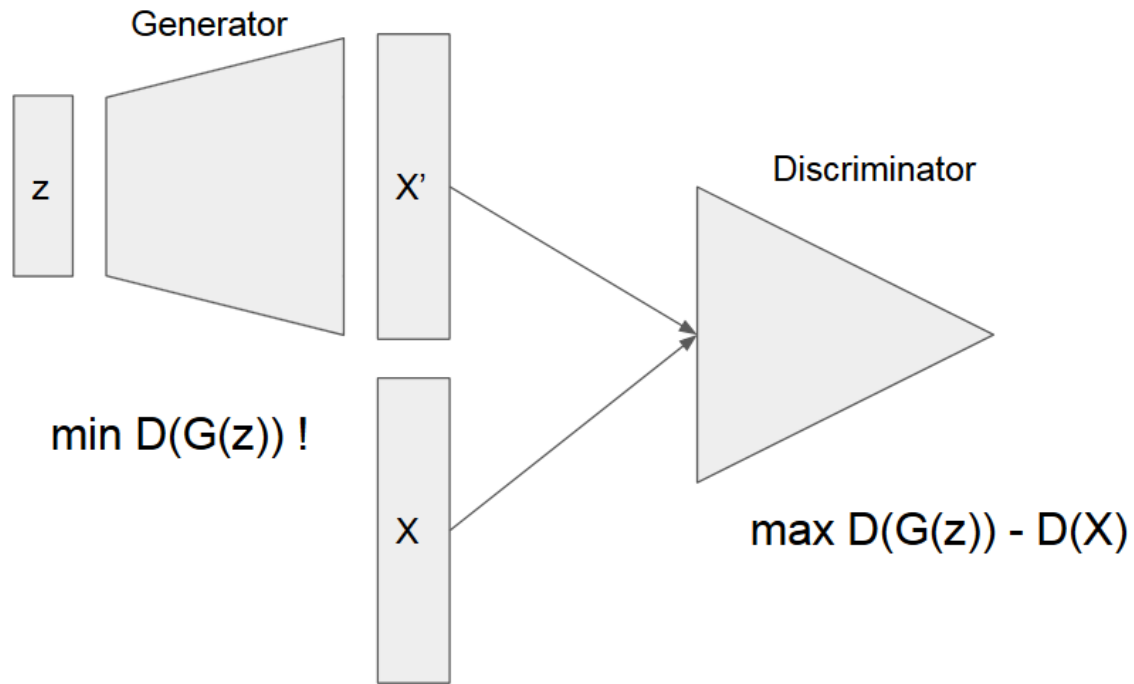 Generator
z
X’
Discriminator
min D(G(z)) !
X
max D(G(z)) - D(X)